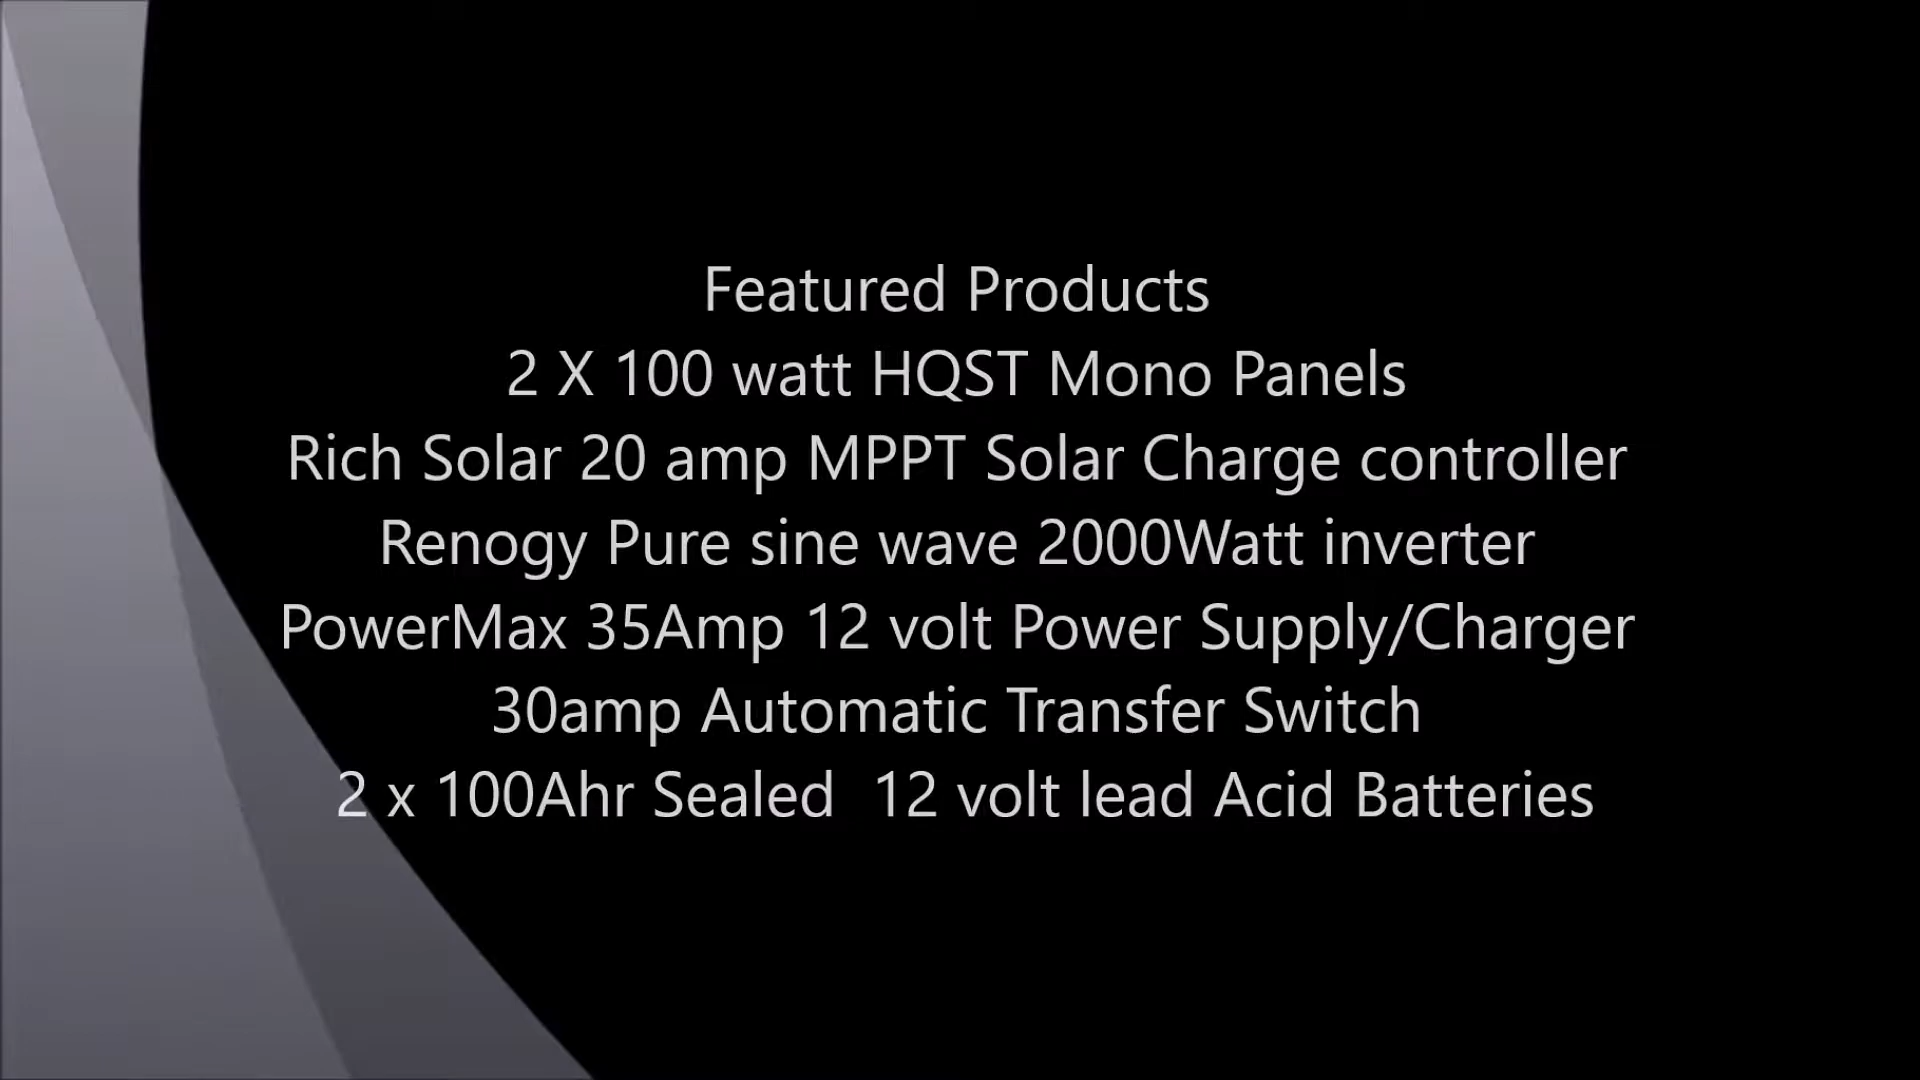 Featured Products
2 X 100 watt HQST Mono Panels
Rich Solar 20 amp MPPT Solar Charge controller
Renogy Pure sine wave 2000Watt inverter
PowerMax 35Amp 12 volt Power Supply/Charger
30amp Automatic Transfer Switch
2 x 100Ahr Sealed  12 volt lead Acid Batteries